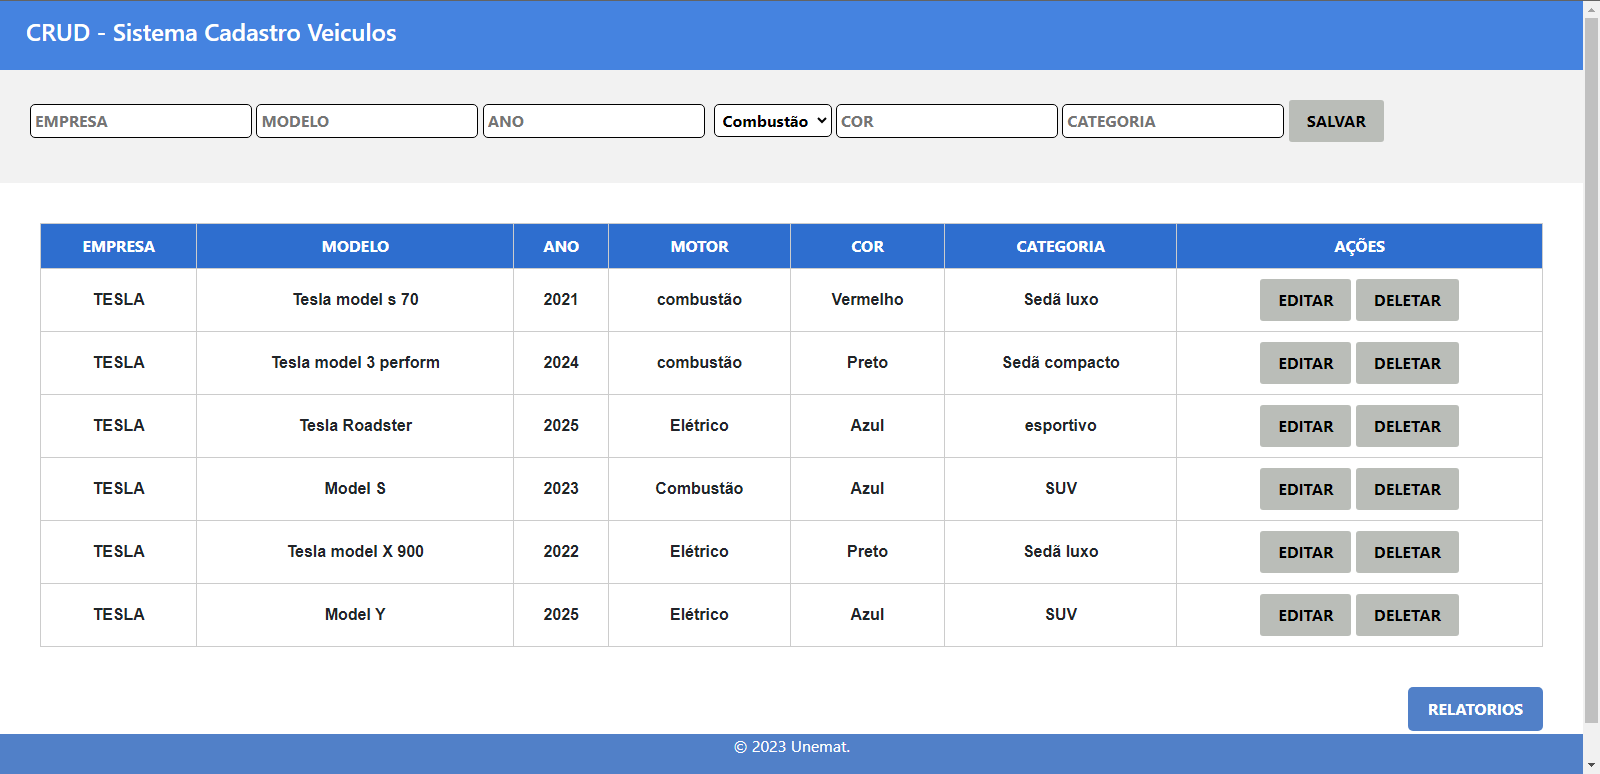 CRUD - Sistema Cadastro Veiculos
EMPRESA MODELO ANO Combustão COR CATEGORIA SALVAR
EMPRESA MODELO ANO MOTOR COR CATEGORIA AÇÕES
TESLA Tesla model s 70 2021 combustão Vermelho Sedã luxo EDITAR DELETAR
TESLA Tesla model 3 perform 2024 combustão Preto Sedã compacto EDITAR DELETAR
TESLA Tesla Roadster 2025 Elétrico Azul esportivo EDITAR DELETAR
TESLA Model S 2023 Combustão Azul SUV EDITAR DELETAR
TESLA Tesla model X 900 2022 Elétrico Preto Sedã luxo EDITAR DELETAR
TESLA Model Y 2025 Elétrico Azul SUV EDITAR DELETAR
RELATORIOS
© 2023 Unemat.